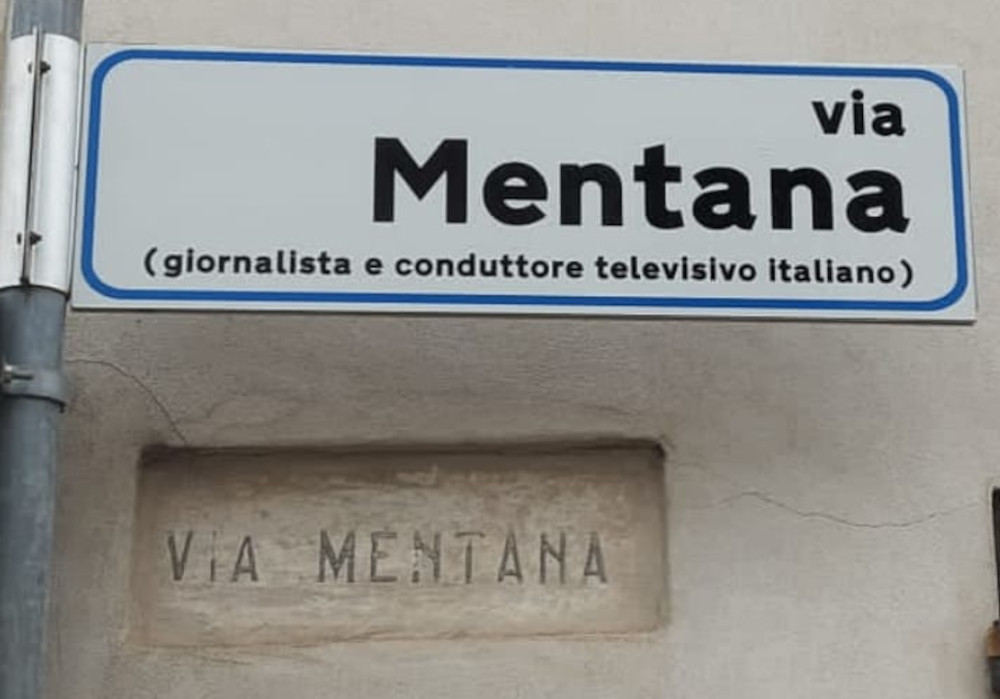 via
Mentana
(giornalista e conduttore televisivo italiano)
VIA MENTANA